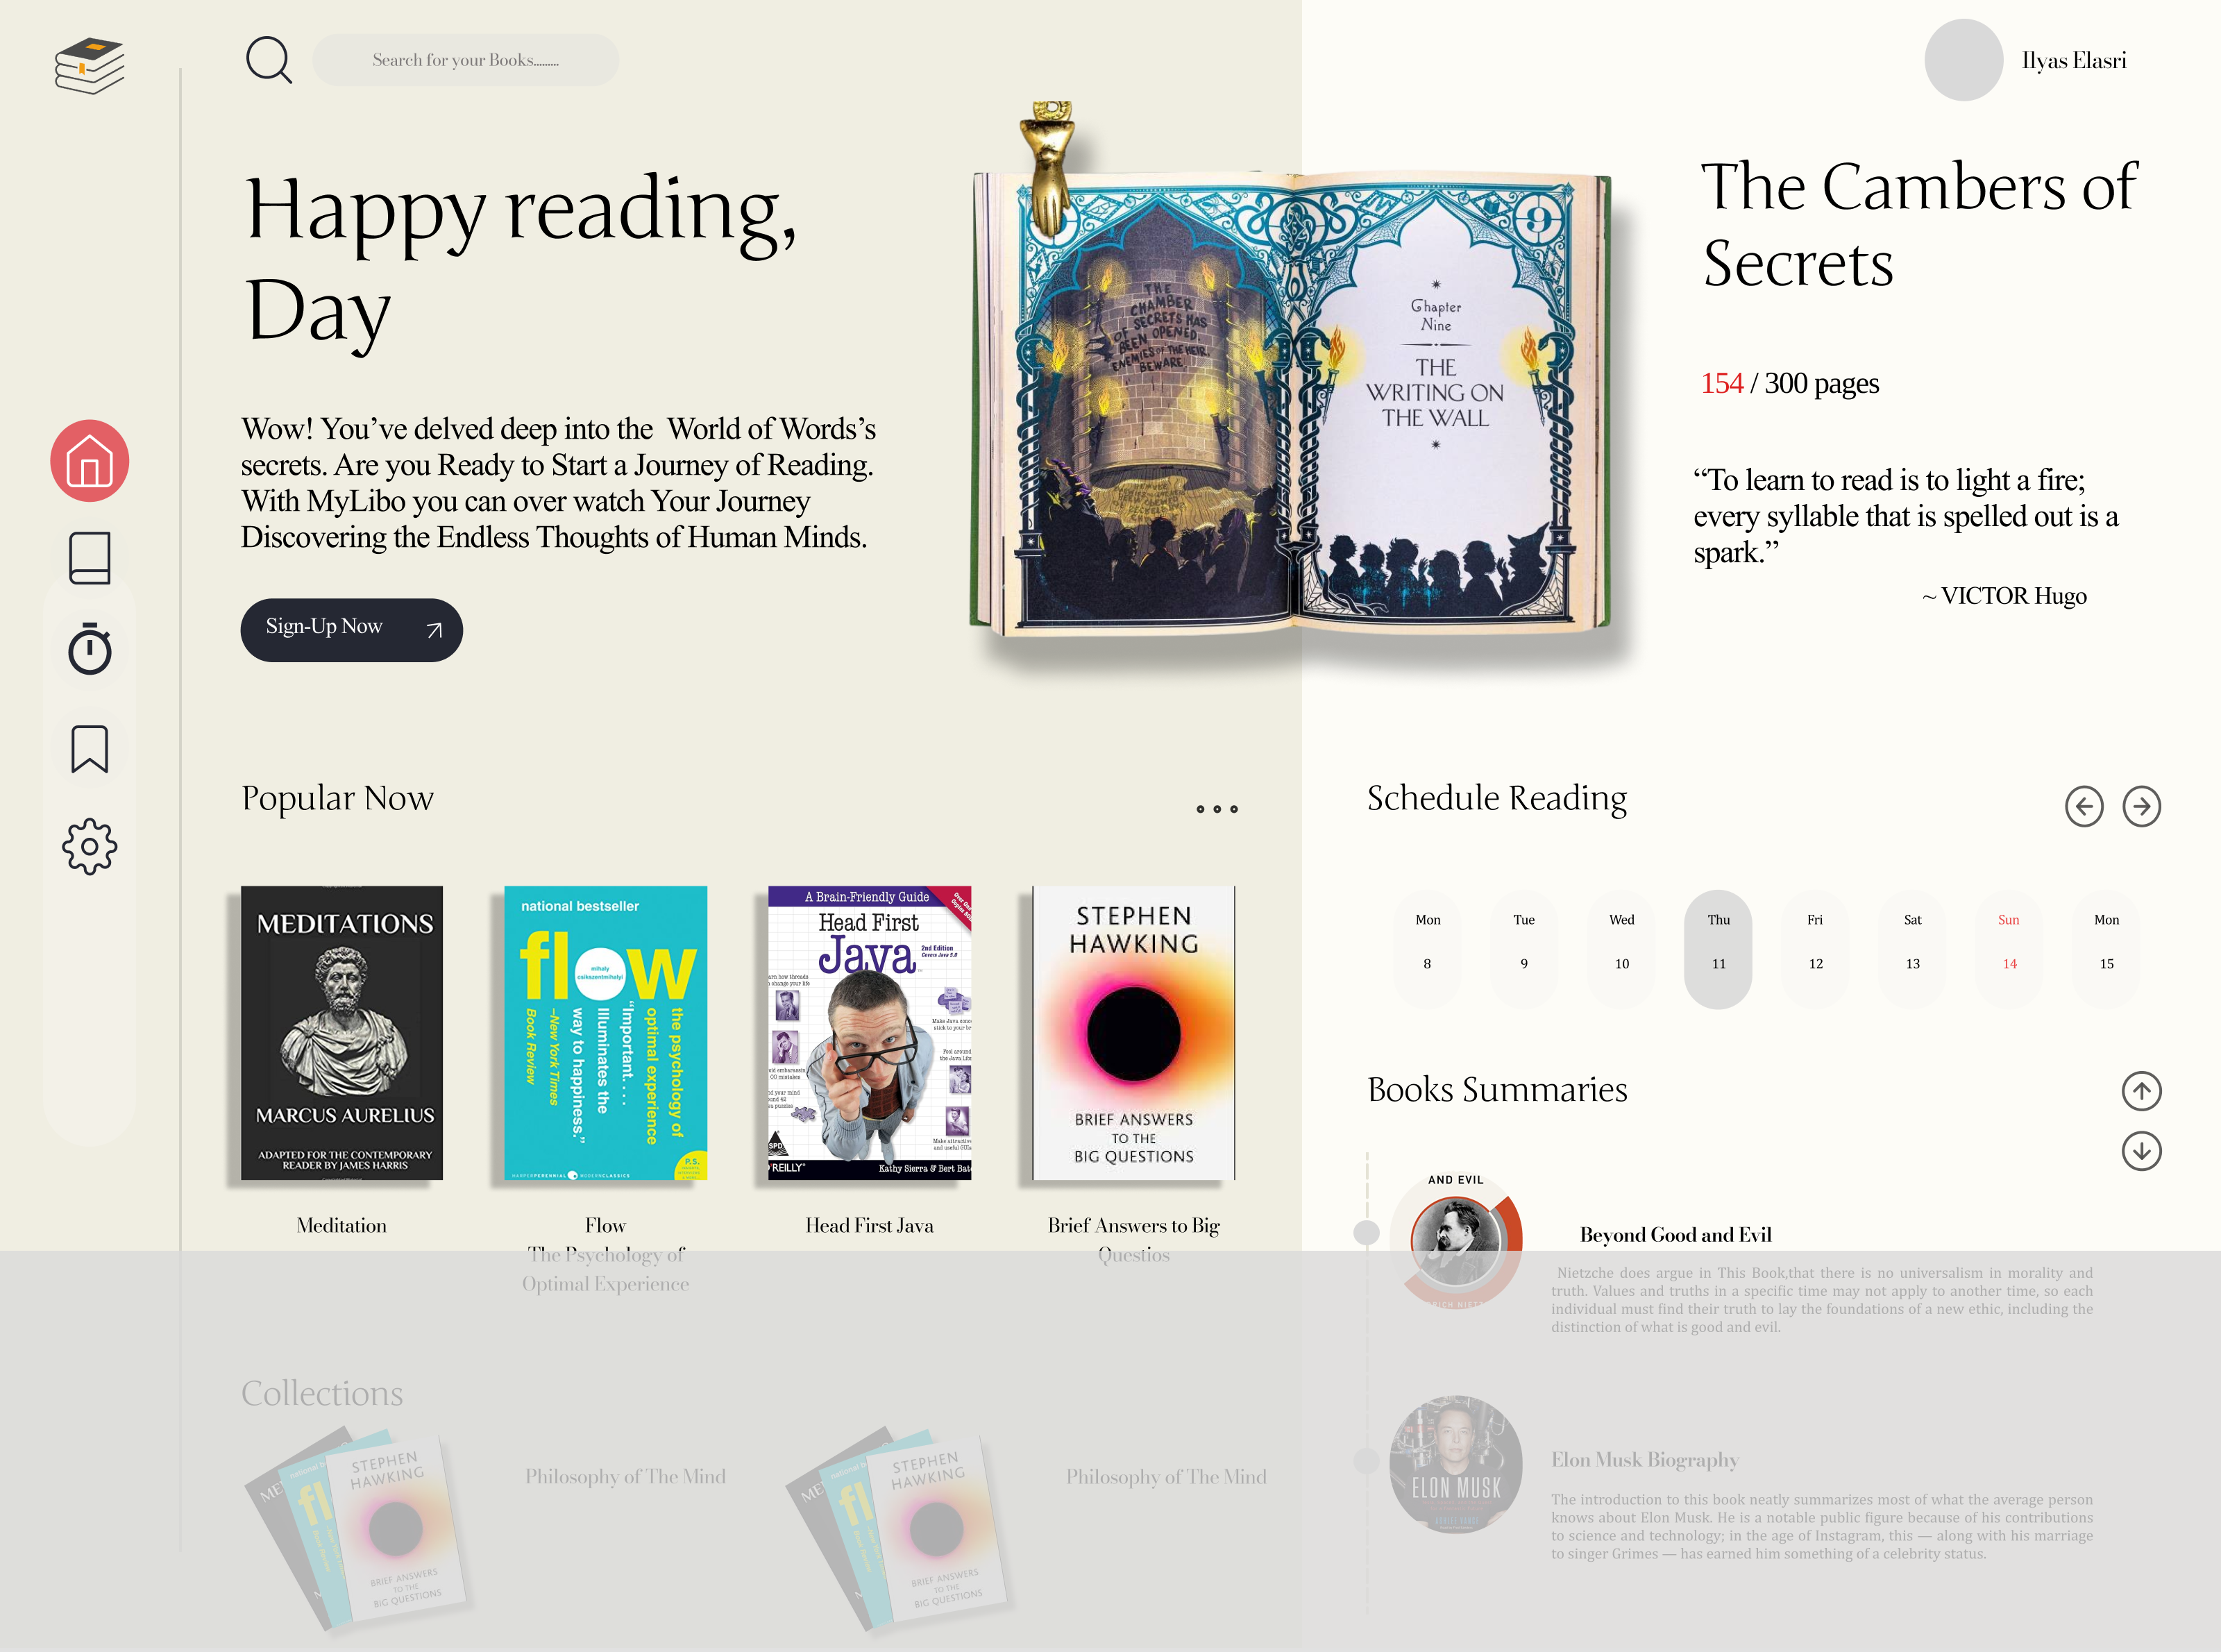 Search for your Books.........
Ilyas Elasri
Happy reading,
Day
Wow! You’ve delved deep into the  World of Words’s
secrets. Are you Ready to Start a Journey of Reading.
With MyLibo you can over watch Your Journey
Discovering the Endless Thoughts of Human Minds.
Sign-Up Now
THE
CHAMBER
OF SECRETS HAS
BEEN OPENED.
ENEMIES OF THE HEIR,
BEWARE.
9
Chapter
Nine
THE
WRITING ON
THE WALL
The Cambers of
Secrets
154 / 300 pages
“To learn to read is to light a fire;
every syllable that is spelled out is a
spark.”
~ VICTOR Hugo
Popular Now
MEDITATIONS
MARCUS AURELIUS
ADAPTED FOR THE CONTEMPORARY
READER BY JAMES HARRIS
Meditation
national bestseller
flow
mihaly
csikszentmihalyi
the psychology of
optimal experience
“Important. . . .
Illuminates the
way to happiness.”
—New York Times
Book Review
P.S.
HARPERPERENNIAL MODERNCLASSICS
Flow
The Psychology of
Optimal Experience
A Brain-Friendly Guide
Head First
Java
2nd Edition
Covers Java 5.0
SPD
O'REILLY®
Kathy Sierra & Bert Bat
Head First Java
STEPHEN
HAWKING
BRIEF ANSWERS
TO THE
BIG QUESTIONS
Brief Answers to Big
Questios
Schedule Reading
Mon Tue Wed Thu Fri Sat Sun Mon
8 9 10 11 12 13 14 15
Books Summaries
AND EVIL
Beyond Good and Evil
Nietzche does argue in This Book,that there is no universalism in morality and
truth. Values and truths in a specific time may not apply to another time, so each
individual must find their truth to lay the foundations of a new ethic, including the
distinction of what is good and evil.
ELON MUSK
Elon Musk Biography
The introduction to this book neatly summarizes most of what the average person
knows about Elon Musk. He is a notable public figure because of his contributions
to science and technology; in the age of Instagram, this — along with his marriage
to singer Grimes — has earned him something of a celebrity status.
Collections
ME
fl
STEPHEN
HAWKING
BRIEF ANSWERS
TO THE
BIG QUESTIONS
Philosophy of The Mind
ME
fl
STEPHEN
HAWKING
BRIEF ANSWERS
TO THE
BIG QUESTIONS
Philosophy of The Mind